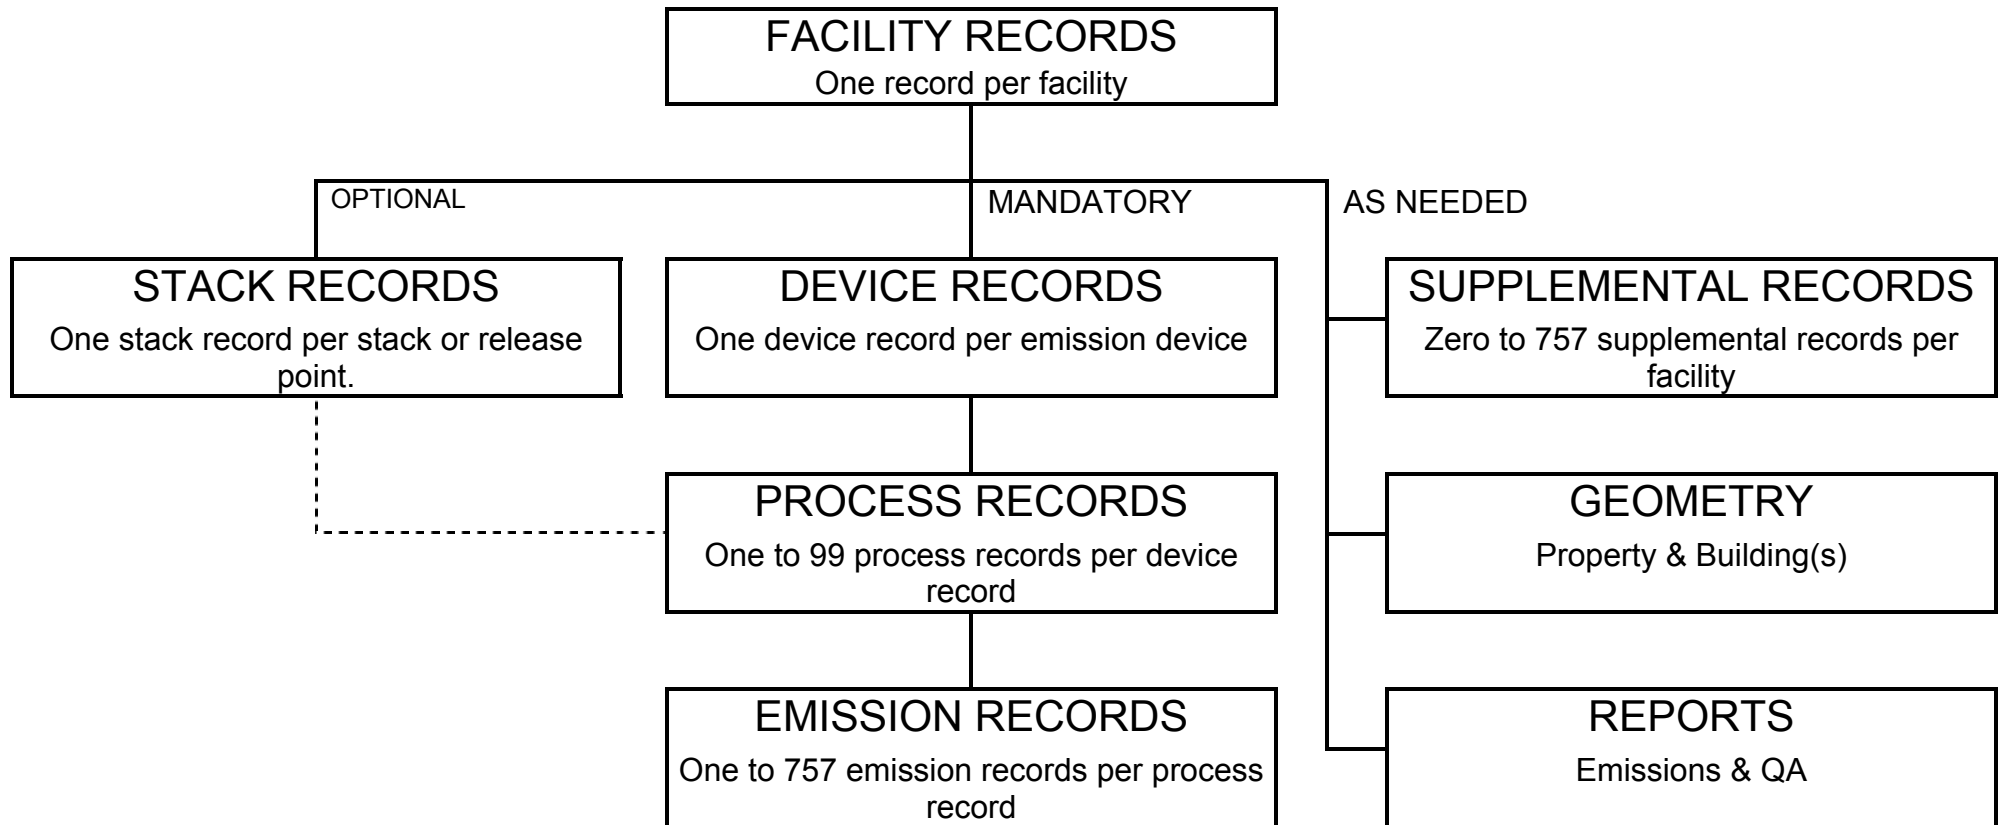 FACILITY RECORDS
One record per facility
OPTIONAL
MANDATORY
AS NEEDED
STACK RECORDS
One stack record per stack or release
point.
DEVICE RECORDS
One device record per emission device
SUPPLEMENTAL RECORDS
Zero to 757 supplemental records per
facility
PROCESS RECORDS
One to 99 process records per device
record
GEOMETRY
Property & Building(s)
EMISSION RECORDS
One to 757 emission records per process
record
REPORTS
Emissions & QA